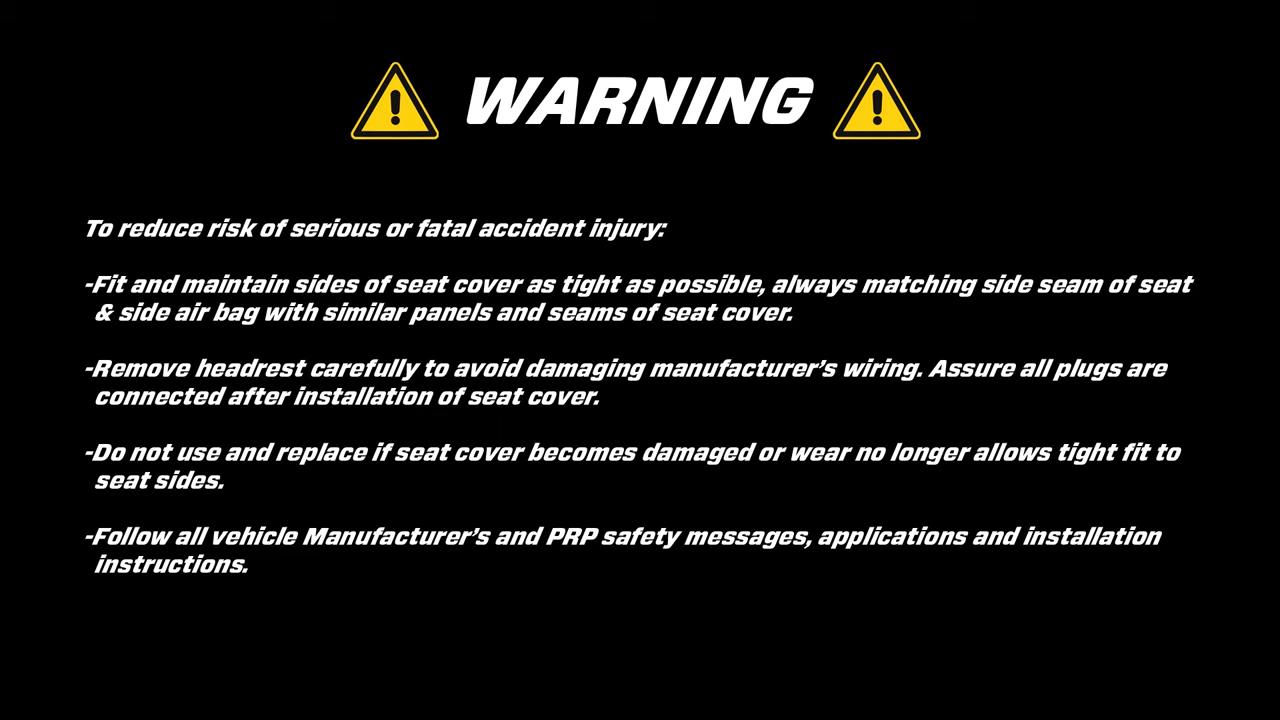 WARNING
To reduce risk of serious or fatal accident injury:
-Fit and maintain sides of seat cover as tight as possible, always matching side seam of seat
& side air bag with similar panels and seams of seat cover.
-Remove headrest carefully to avoid damaging manufacturer's wiring. Assure all plugs are
connected after installation of seat cover.
-Do not use and replace if seat cover becomes damaged or wear no longer allows tight fit to
seat sides.
-Follow all vehicle Manufacturer's and PRP safety messages, applications and installation
instructions.